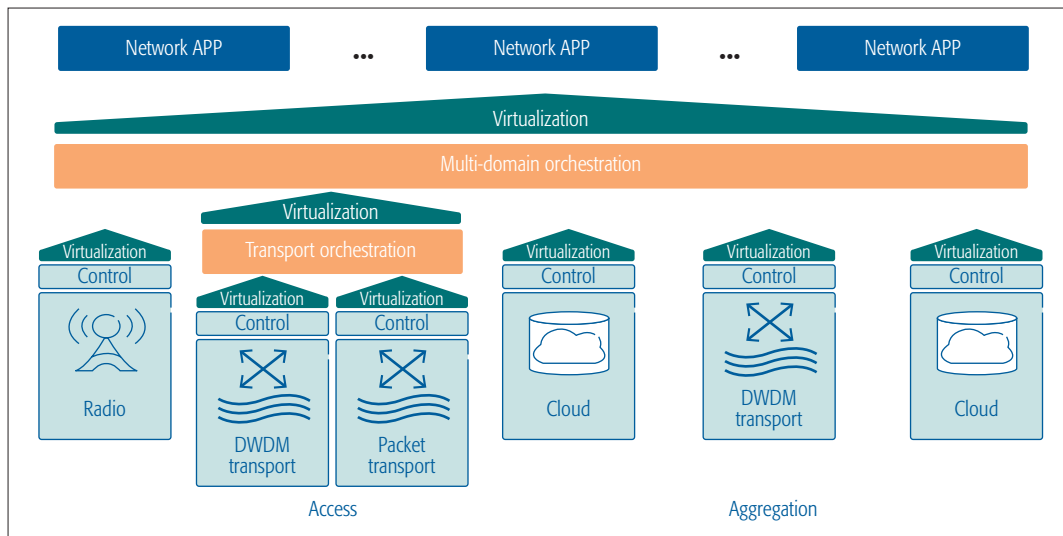 Network APP
...
Network APP
...
Network APP
Virtualization
Multi-domain orchestration
Virtualization
Transport orchestration
Virtualization
Control
Radio
Virtualization
Control
DWDM
transport
Virtualization
Control
Packet
transport
Virtualization
Control
Cloud
Virtualization
Control
DWDM
transport
Virtualization
Control
Cloud
Access
Aggregation